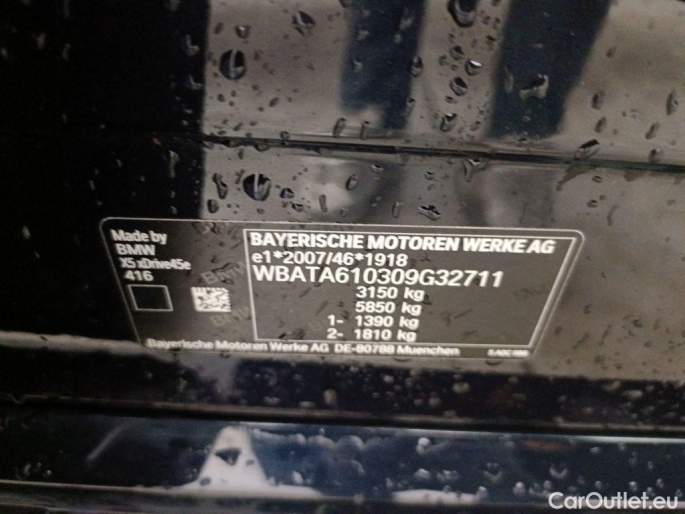 Made by
BMW
X5 xDrive45e
416
BAYERISCHE MOTOREN WERKE AG
e1*2007/46*1918
WBATA610309G32711
3150 kg
5850 kg
1- 1390 kg
2- 1810 kg
Bayerische Motoren Werke AG DE-80788 Muenchen
CarOutlet.eu